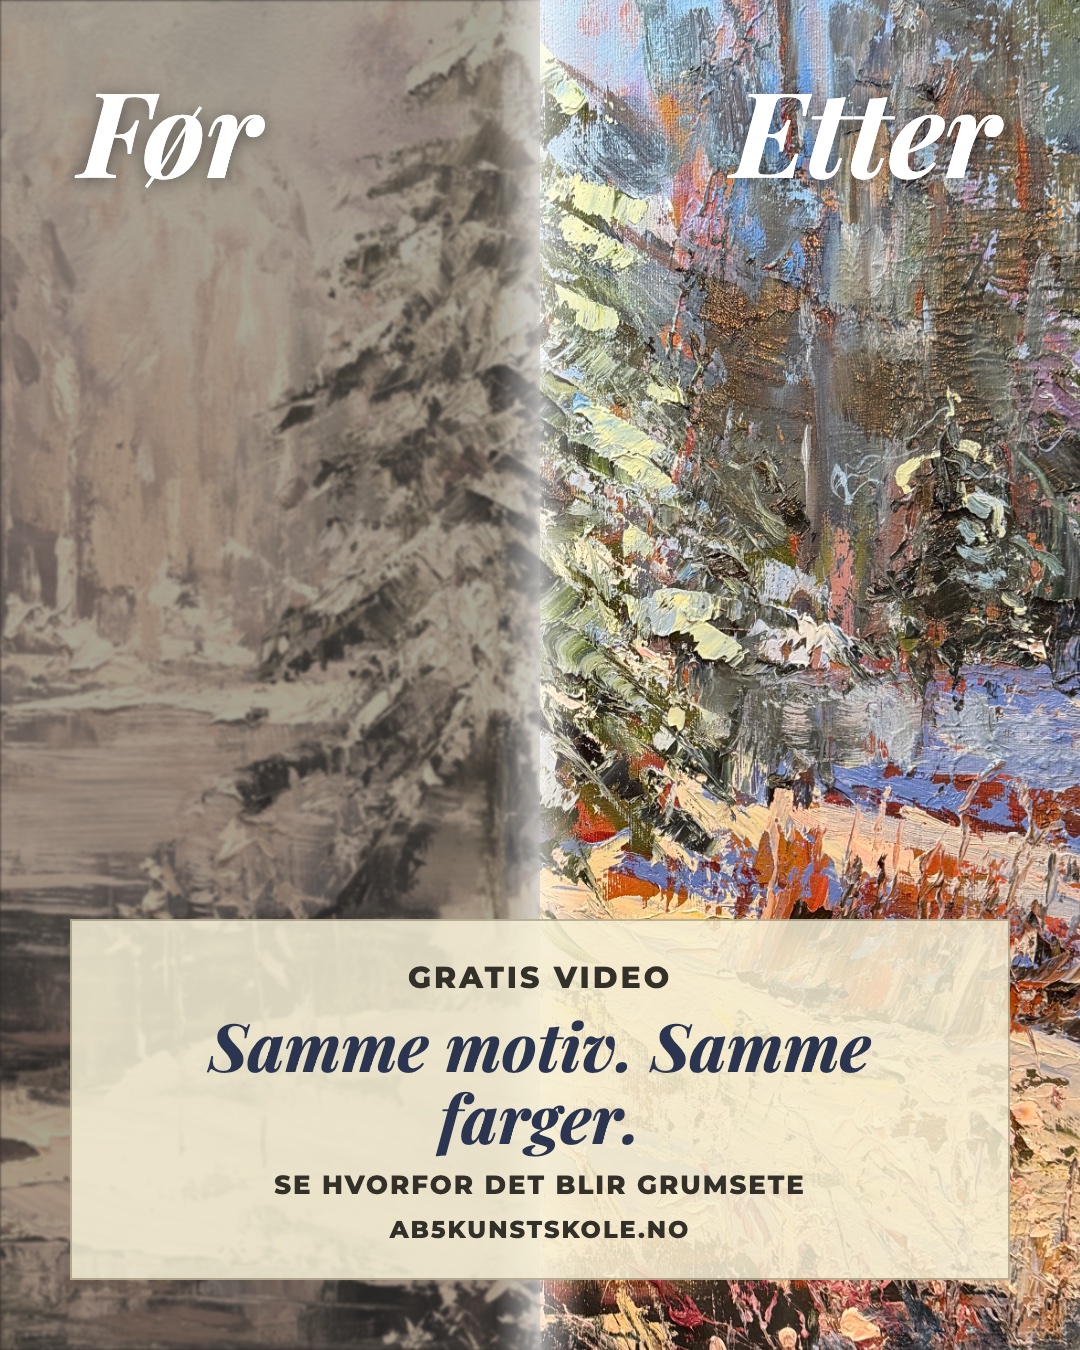 Før
Etter
GRATIS VIDEO
Samme motiv. Samme
farger.
SE HVORFOR DET BLIR GRUMSETE
AB5KUNSTSKOLE.NO